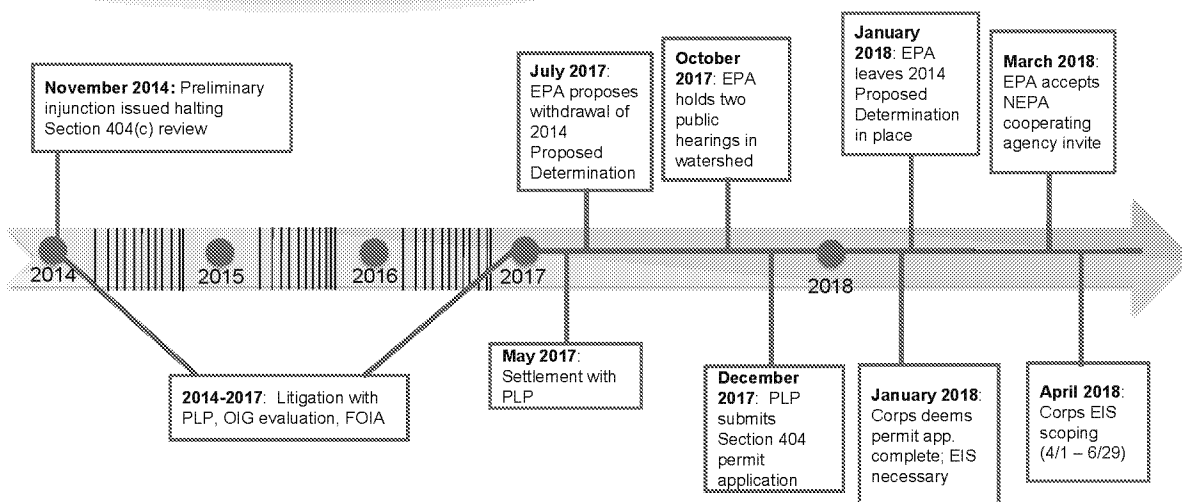 November 2014: Preliminary
injunction issued halting
Section 404(c) review
July 2017:
EPA proposes
withdrawal of
2014
Proposed
Determination
October
2017: EPA
holds two
public
hearings in
watershed
January
2018: EPA
leaves 2014
Proposed
Determination
in place
March 2018:
EPA accepts
NEPA
cooperating
agency invite
2014
2015
2016
2017
2018
2014-2017: Litigation with
PLP, OIG evaluation, FOIA
May 2017:
Settlement with
PLP
December
2017: PLP
submits
Section 404
permit
application
January 2018:
Corps deems
permit app.
complete; EIS
necessary
April 2018:
Corps EIS
scoping
(4/1 – 6/29)